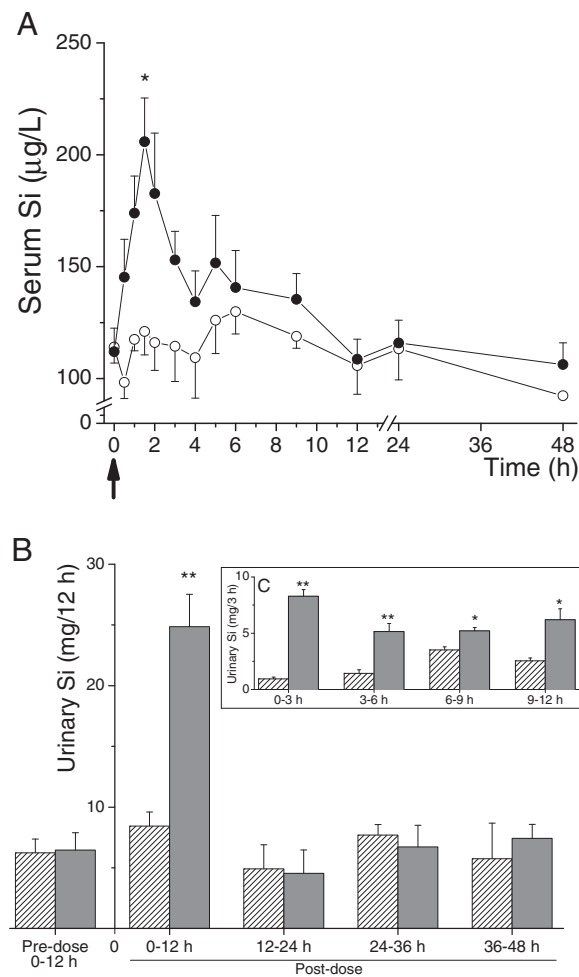 A
250
*
200
Serum Si (μg/L)
150
100
0
0 2 4 6 8 10 12 24 36 48
Time (h)
B
30
**
Urinary Si (mg/12 h)
20
10
C
10
**
**
*
*
Urinary Si (mg/3 h)
5
0
0-3 h 3-6 h 6-9 h 9-12 h
Pre-dose 0 0-12 h 12-24 h 24-36 h 36-48 h
0-12 h
Post-dose